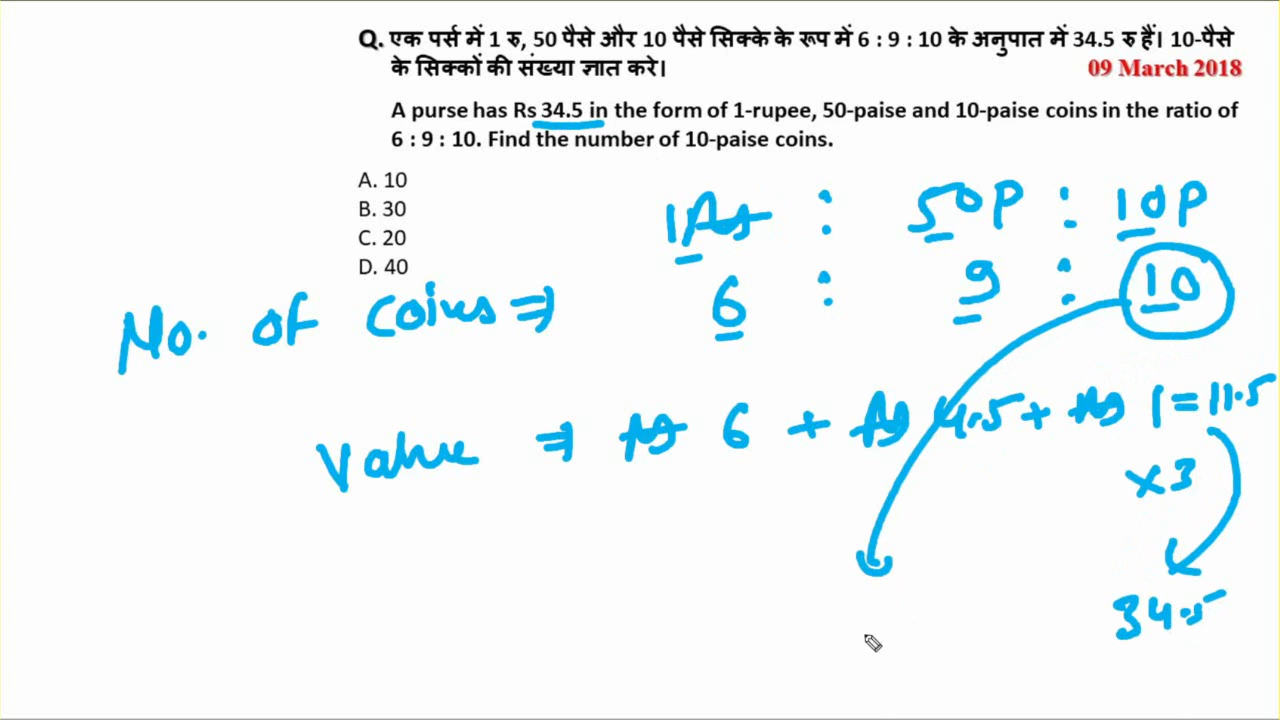 Q. एक पर्स में 1 रु, 50 पैसे और 10 पैसे सिक्के के रूप में 6 : 9 : 10 के अनुपात में 34.5 रु हैं। 10-पैसे
के सिक्कों की संख्या ज्ञात करे।
09 March 2018
A purse has Rs 34.5 in the form of 1-rupee, 50-paise and 10-paise coins in the ratio of
6 : 9 : 10. Find the number of 10-paise coins.
A. 10
B. 30
C. 20
D. 40
1Rs : 50P : 10P
No. of coins ⇒ 6 : 9 : 10
Value ⇒ Rs 6 + Rs 4.5 + Rs 1 = 11.5
×3
34.5